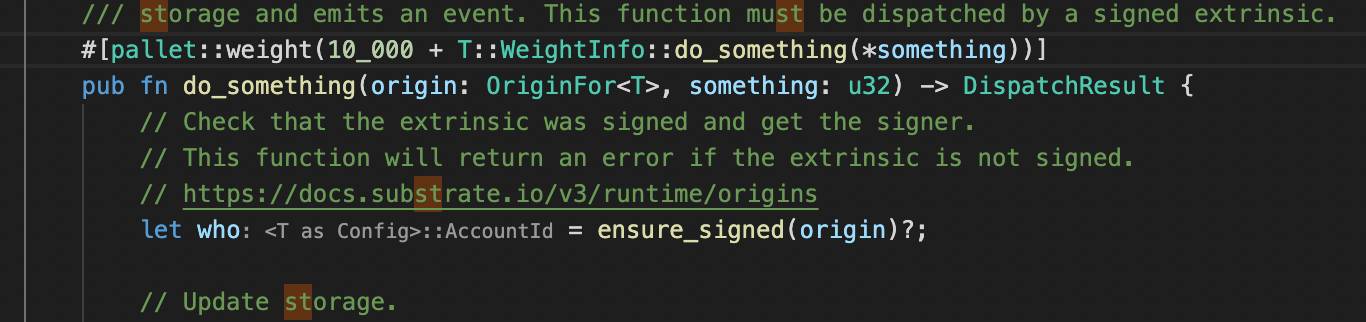 /// storage and emits an event. This function must be dispatched by a signed extrinsic.
#[pallet::weight(10_000 + T::WeightInfo::do_something(*something))]
pub fn do_something(origin: OriginFor<T>, something: u32) -> DispatchResult {
// Check that the extrinsic was signed and get the signer.
// This function will return an error if the extrinsic is not signed.
// https://docs.substrate.io/v3/runtime/origins
let who: <T as Config>::AccountId = ensure_signed(origin)?;
// Update storage.